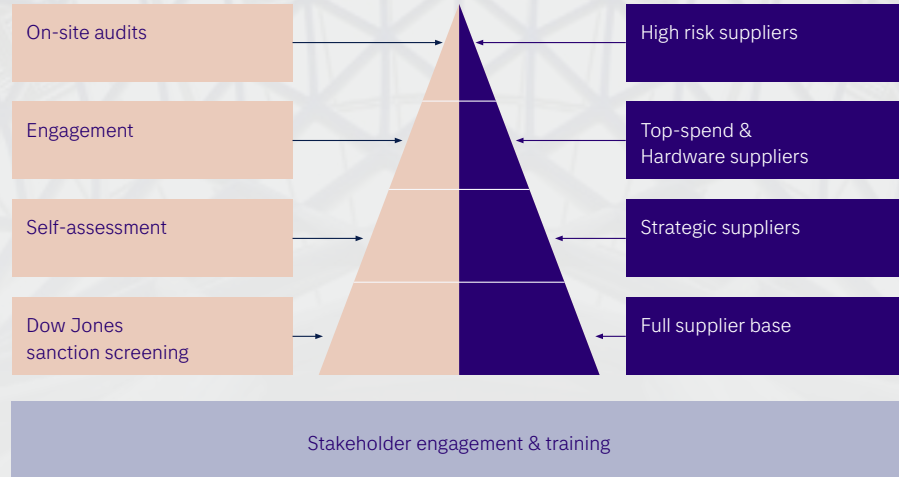 On-site audits
High risk suppliers
Engagement
Top-spend &
Hardware suppliers
Self-assessment
Strategic suppliers
Dow Jones
sanction screening
Full supplier base
Stakeholder engagement & training